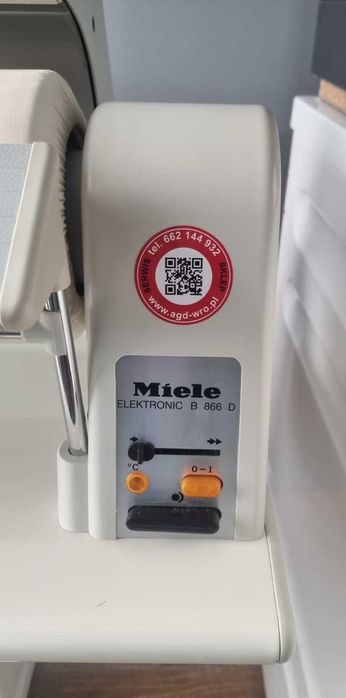 tel. 662 144 932
SERWIS
SKLEP
www.agd-wro.pl
Miele
ELEKTRONIC B 866 D
°C
0-1